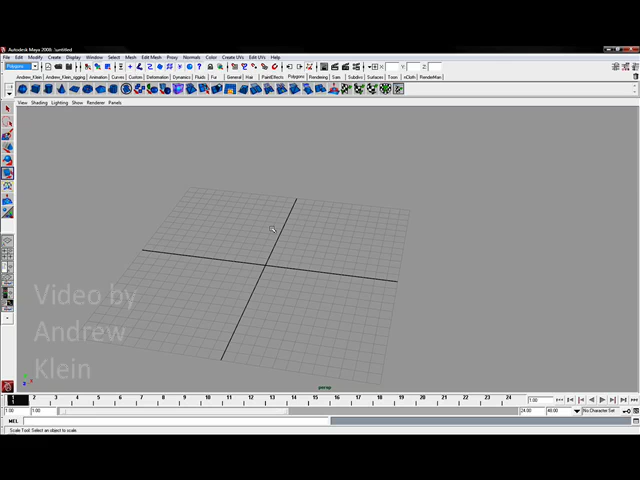 Autodesk Maya 2008: \untitled
File Edit Modify Create Display Window Select Mesh Edit Mesh Proxy Normals Color Create UVs Edit UVs Help
Polygons X: Y: Z:
Andrew_Klein Andrew_Klein_rigging Animation Curves Custom Deformation Dynamics Fluids Fur General Hair PaintEffects Polygons Rendering Subdivs Surfaces Toon nCloth RenderMan
View Shading Lighting Show Renderer Panels
Video by
Andrew
Klein
persp
1 2 3 4 5 6 7 8 9 10 11 12 13 14 15 16 17 18 19 20 21 22 23 24 1.00
1.00 1.00 24.00 48.00 No Character Set
MEL
Scale Tool: Select an object to scale.